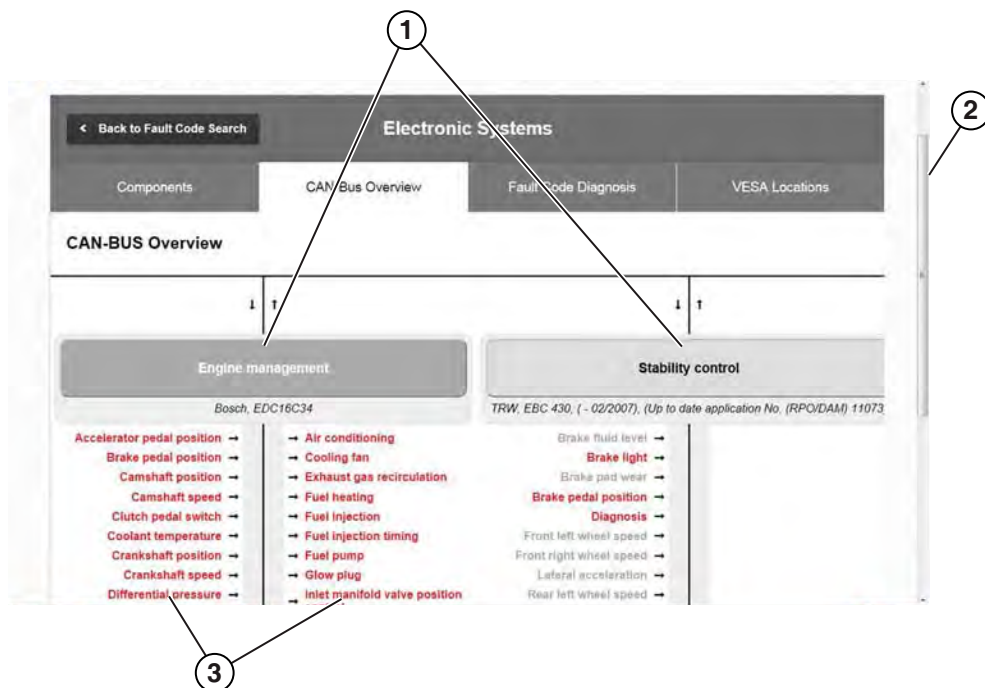 1
2
‹ Back to Fault Code Search
Electronic Systems
Components
CAN-Bus Overview
Fault Code Diagnosis
VESA Locations
CAN-BUS Overview
↓ ↑
↓ ↑
Engine management
Bosch, EDC16C34
Stability control
TRW, EBC 430, ( - 02/2007), (Up to date application No. (RPO/DAM) 11073
Accelerator pedal position →
Brake pedal position →
Camshaft position →
Camshaft speed →
Clutch pedal switch →
Coolant temperature →
Crankshaft position →
Crankshaft speed →
Differential pressure →
→ Air conditioning
→ Cooling fan
→ Exhaust gas recirculation
→ Fuel heating
→ Fuel injection
→ Fuel injection timing
→ Fuel pump
→ Glow plug
→ Inlet manifold valve position
Brake fluid level →
Brake light →
Brake pad wear →
Brake pedal position →
Diagnosis →
Front left wheel speed →
Front right wheel speed →
Lateral acceleration →
Rear left wheel speed →
3